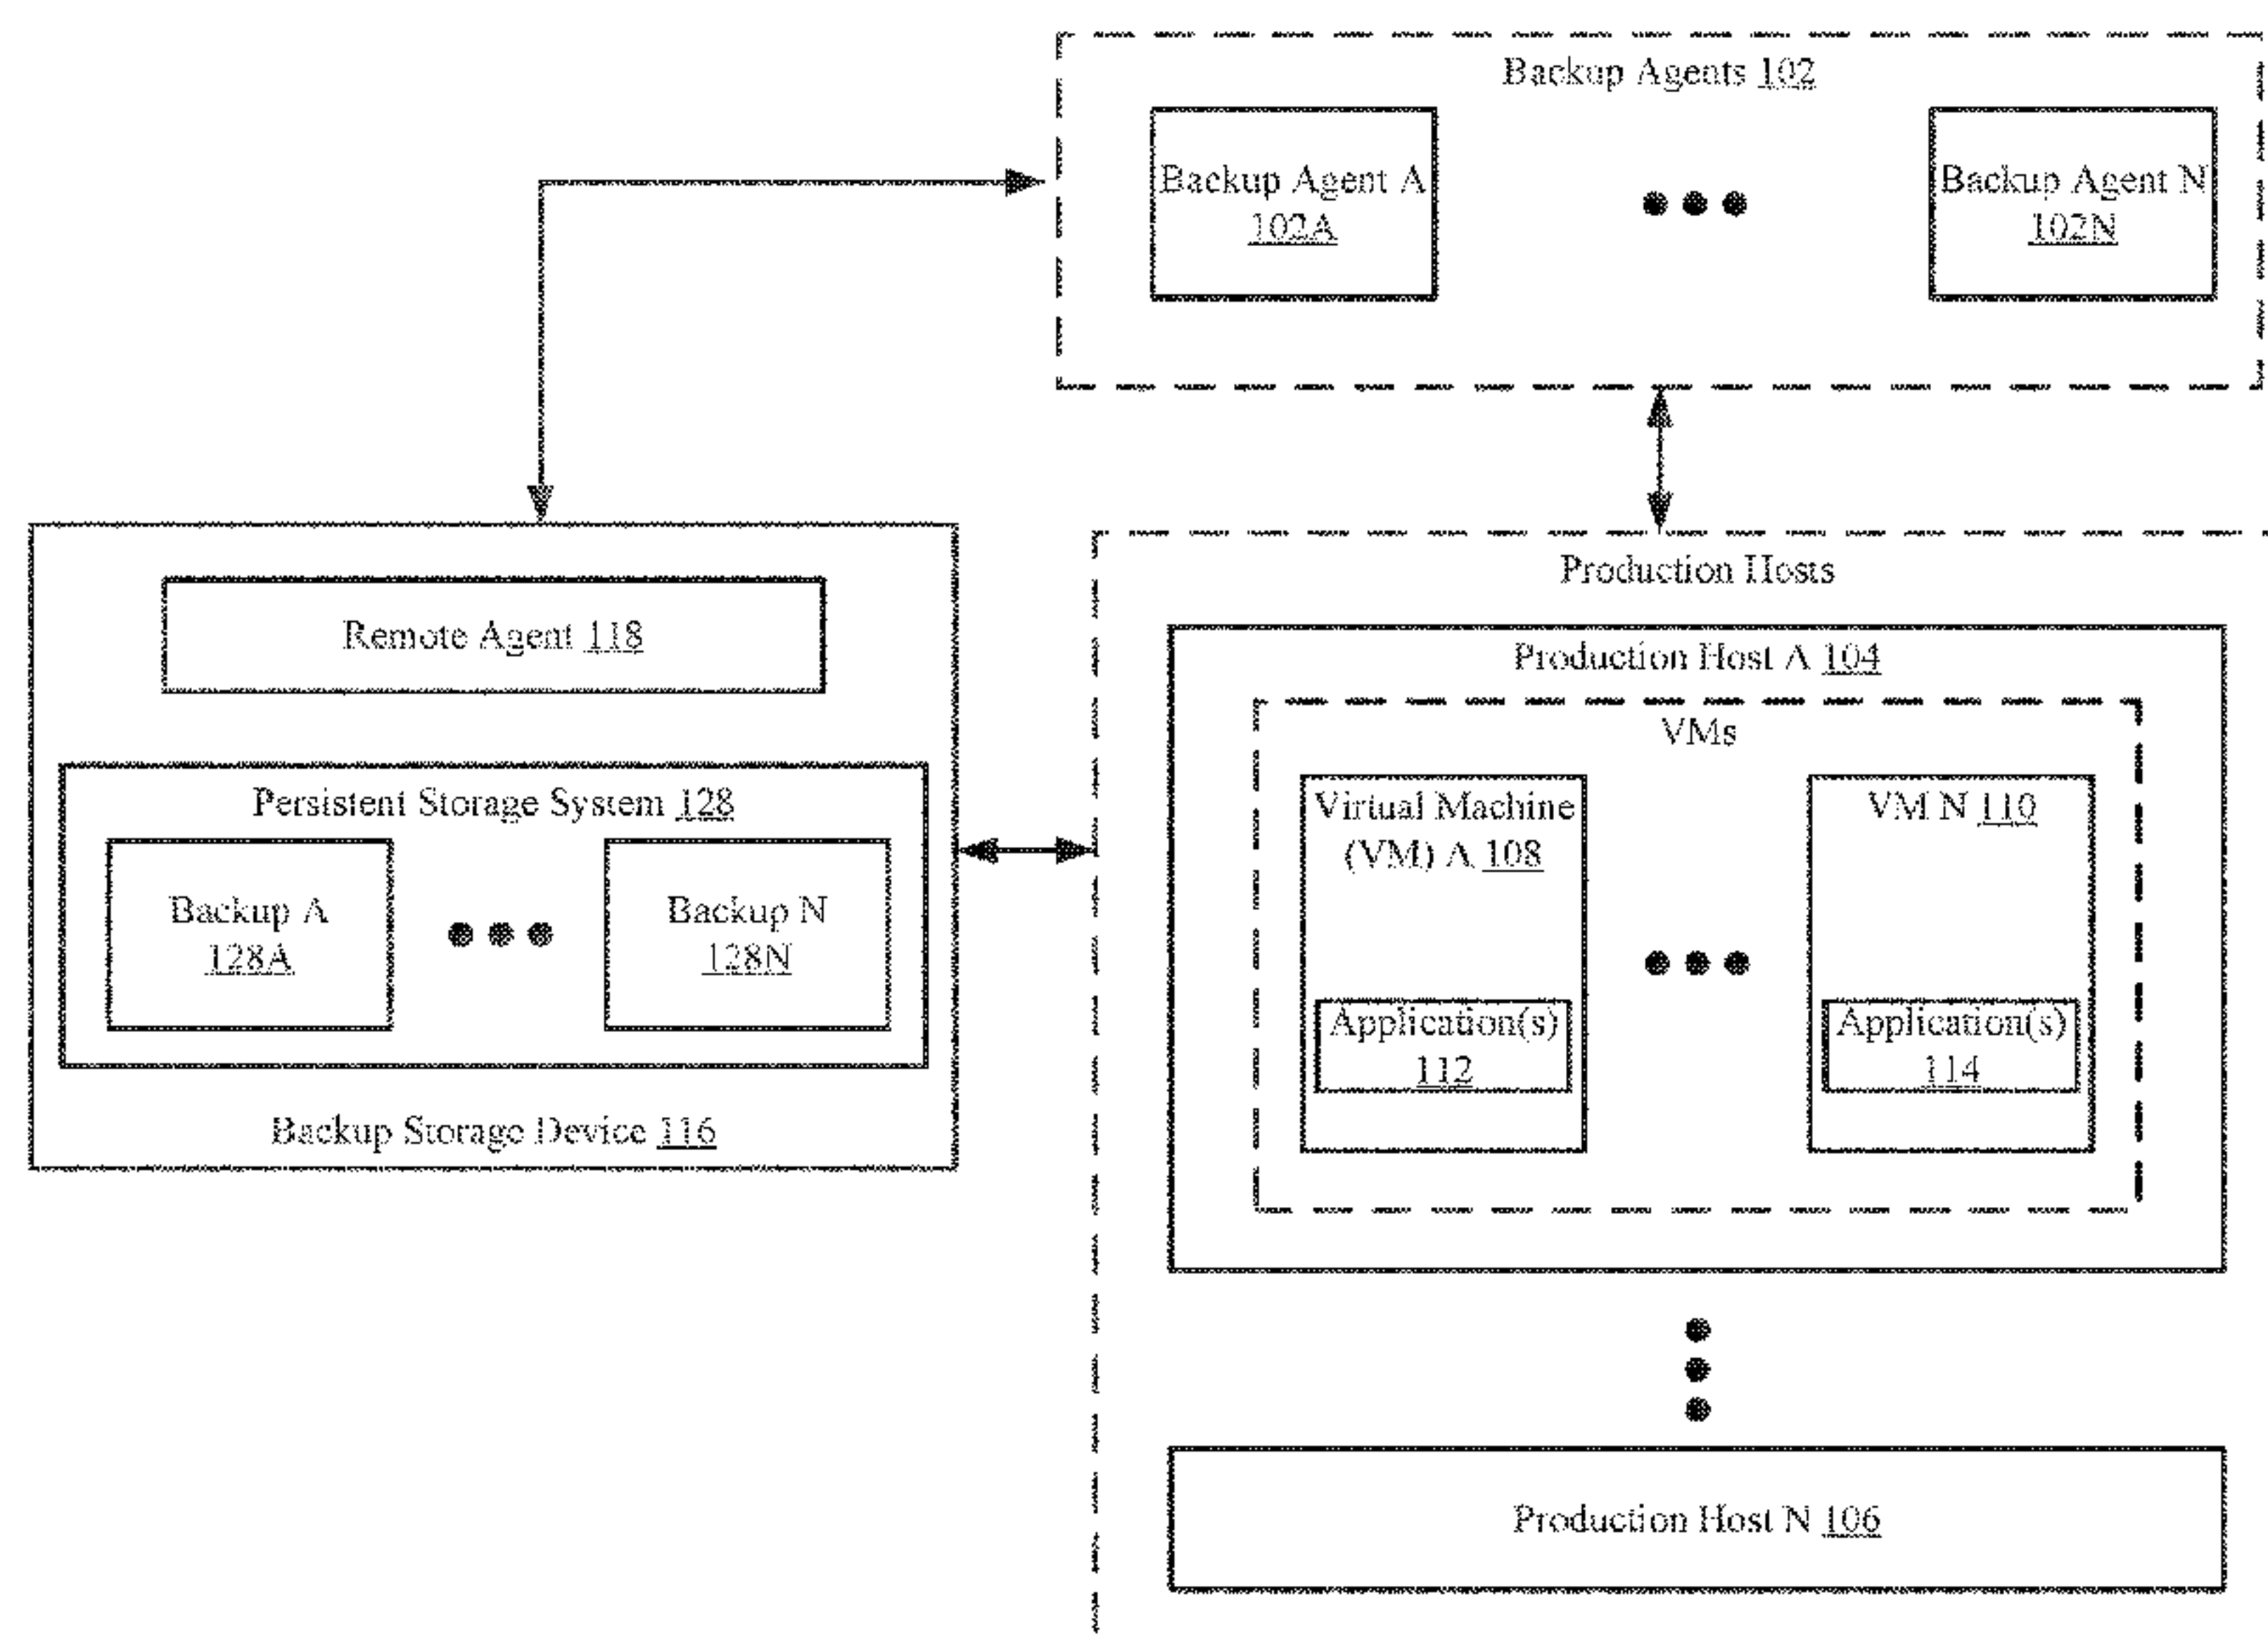 Backup Agents 102
Backup Agent A
102A
Backup Agent N
102N
Remote Agent 118
Persistent Storage System 128
Backup A
128A
Backup N
128N
Backup Storage Device 116
Production Hosts
Production Host A 104
VMs
Virtual Machine
(VM) A 108
Application(s)
112
VM N 110
Application(s)
114
Production Host N 106